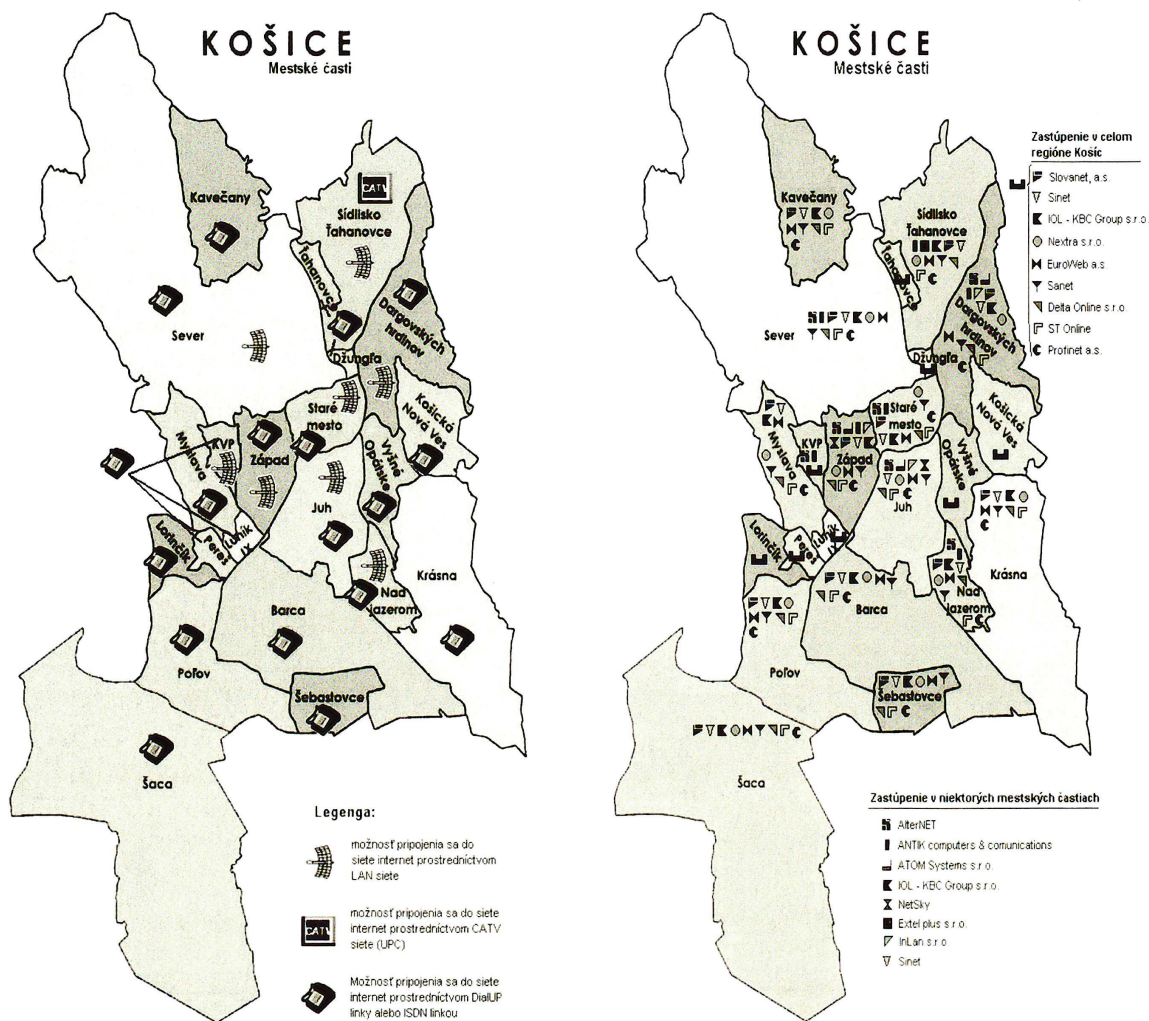 KOŠICE
Mestské časti
Kavečany
CATV
Sídlisko
Ťahanovce
Ťahanovce
Dargovských
hrdinov
Sever
Džungľa
Staré
mesto
Košická
Nová Ves
Myslava
KVP
Západ
Vyšné
Opátske
Juh
Lorinčík
Pereš
Luník
IX
Krásna
Nad
jazerom
Barca
Poľov
Šebastovce
Šaca
Legenga:
možnosť pripojenia sa do
siete internet prostredníctvom
LAN siete
CATV
možnosť pripojenia sa do siete
internet prostredníctvom CATV
siete (UPC)
Možnosť pripojenia sa do siete
internet prostredníctvom DialUP
linky alebo ISDN linkou
KOŠICE
Mestské časti
Zastúpenie v celom
regióne Košíc
Slovanet, a.s.
Sinet
IOL - KBC Group s.r.o.
Nextra s.r.o.
EuroWeb a.s.
Sanet
Delta Online s.r.o
ST Online
Profinet a.s.
Kavečany
Sídlisko
Ťahanovce
Ťahanovce
Dargovských
hrdinov
Sever
Džungľa
Staré
mesto
Košická
Nová Ves
Myslava
KVP
Západ
Vyšné
Opátske
Juh
Lorinčík
Pereš
Luník
IX
Krásna
Nad
jazerom
Barca
Poľov
Šebastovce
Šaca
Zastúpenie v niektorých mestských častiach
AlterNET
ANTIK computers & comunications
ATOM Systems s.r.o.
IOL - KBC Group s.r.o.
NetSky
Extel plus s.r.o.
InLan s.r.o
Sinet